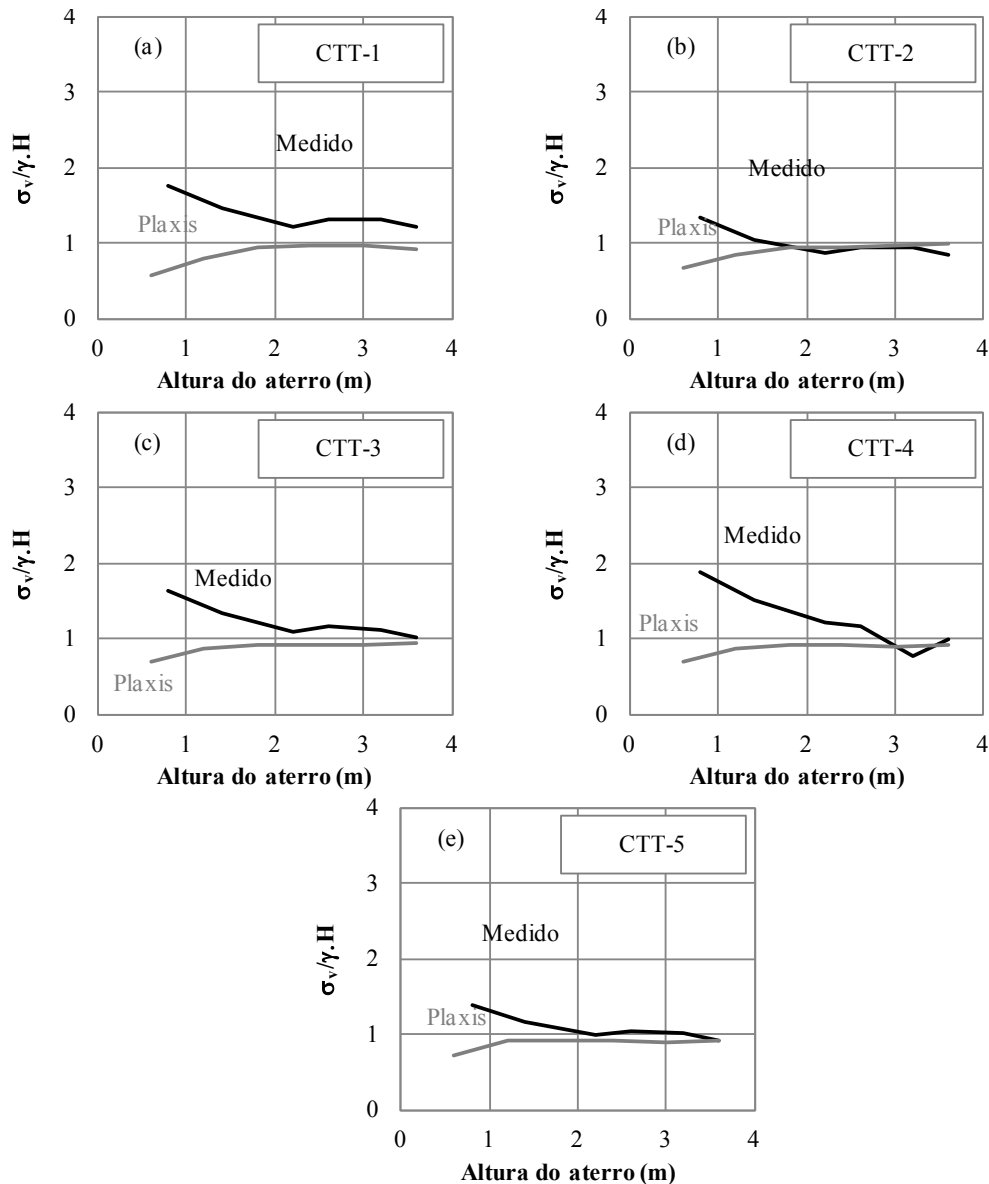 (a)
CTT-1
4
3
2
1
0
σv/γ.H
Medido
Plaxis
0 1 2 3 4
Altura do aterro (m)
(b)
CTT-2
4
3
2
1
0
σv/γ.H
Medido
Plaxis
0 1 2 3 4
Altura do aterro (m)
(c)
CTT-3
4
3
2
1
0
σv/γ.H
Medido
Plaxis
0 1 2 3 4
Altura do aterro (m)
(d)
CTT-4
4
3
2
1
0
σv/γ.H
Medido
Plaxis
0 1 2 3 4
Altura do aterro (m)
(e)
CTT-5
4
3
2
1
0
σv/γ.H
Medido
Plaxis
0 1 2 3 4
Altura do aterro (m)